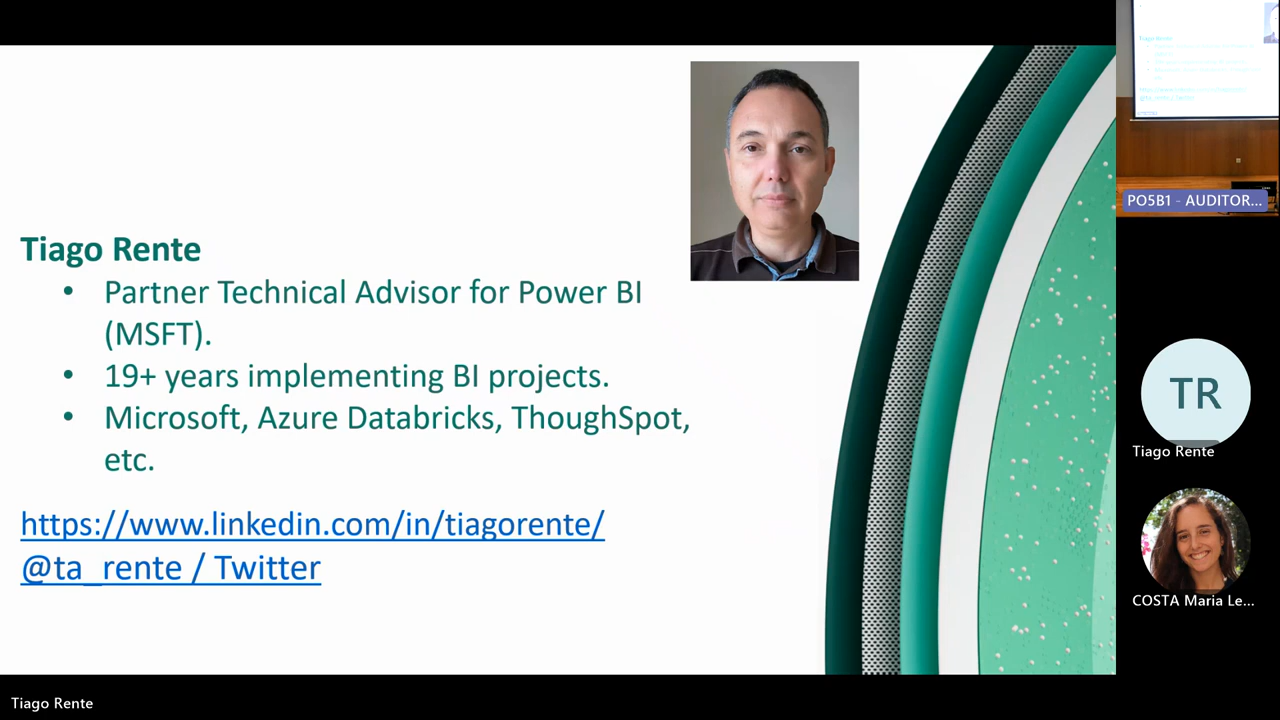 Tiago Rente
• Partner Technical Advisor for Power BI
(MSFT).
• 19+ years implementing BI projects.
• Microsoft, Azure Databricks, ThoughSpot,
etc.
https://www.linkedin.com/in/tiagorente/
@ta_rente / Twitter
PO5B1 - AUDITOR...
TR
Tiago Rente
COSTA Maria Le...
Tiago Rente